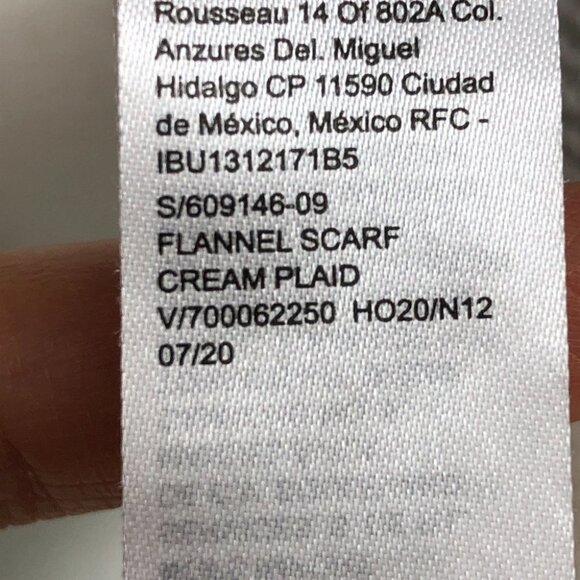 Rousseau 14 Of 802A Col.
Anzures Del. Miguel
Hidalgo CP 11590 Ciudad
de México, México RFC -
IBU1312171B5
S/609146-09
FLANNEL SCARF
CREAM PLAID
V/700062250 HO20/N12
07/20